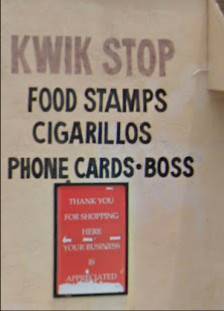 KWIK STOP
FOOD STAMPS
CIGARILLOS
PHONE CARDS•BOSS
THANK YOU
FOR SHOPPING
HERE
YOUR BUSINESS
IS
APPRECIATED